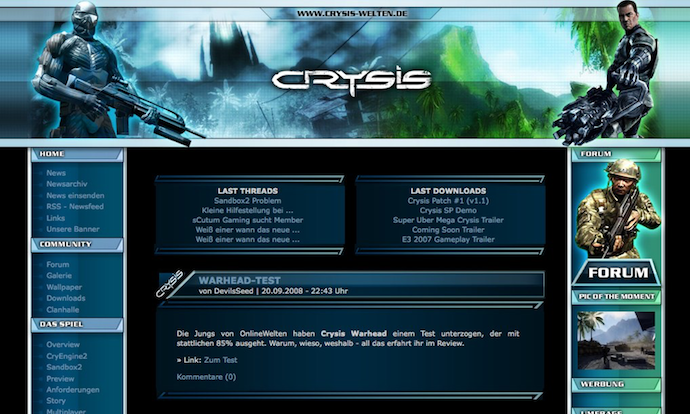 WWW.CRYSIS-WELTEN.DE
CRYSIS
HOME
News
Newsarchiv
News einsenden
RSS - Newsfeed
Links
Unsere Banner
COMMUNITY
Forum
Galerie
Wallpaper
Downloads
Clanhalle
DAS SPIEL
Overview
CryEngine2
Sandbox2
Preview
Anforderungen
Story
Multiplayer
LAST THREADS
Sandbox2 Problem
Kleine Hilfestellung bei ...
sCutum Gaming sucht Member
Weiß einer wann das neue ...
Weiß einer wann das neue ...
LAST DOWNLOADS
Crysis Patch #1 (v1.1)
Crysis SP Demo
Super Uber Mega Crysis Trailer
Coming Soon Trailer
E3 2007 Gameplay Trailer
CRYSIS
WARHEAD-TEST
von DevilsSeed | 20.09.2008 - 22:43 Uhr
Die Jungs von OnlineWelten haben Crysis Warhead einem Test unterzogen, der mit
stattlichen 85% ausgeht. Warum, wieso, weshalb - all das erfahrt ihr im Review.
» Link: Zum Test
Kommentare (0)
FORUM
FORUM
PIC OF THE MOMENT
WERBUNG
UMFRAGE